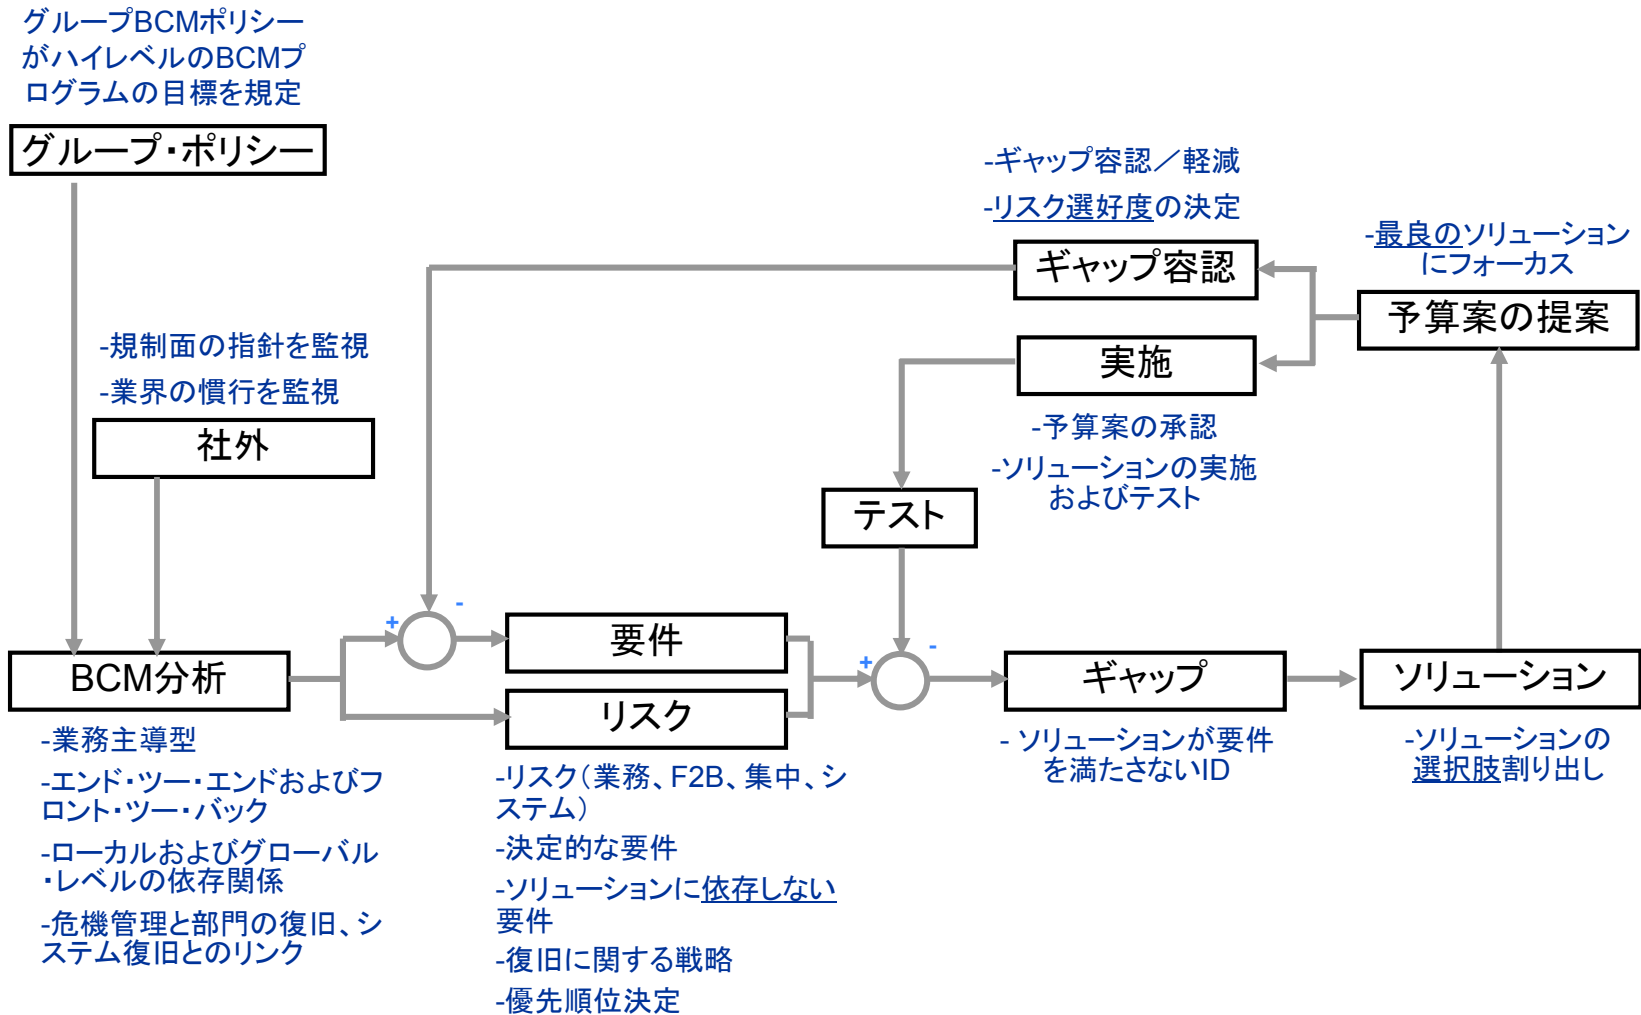 グループBCMポリシー
がハイレベルのBCMプ
ログラムの目標を規定
グループ・ポリシー
-ギャップ容認／軽減
-リスク選好度の決定
ギャップ容認
-最良のソリューション
にフォーカス
予算案の提案
-規制面の指針を監視
-業界の慣行を監視
社外
実施
-予算案の承認
-ソリューションの実施
およびテスト
テスト
+
-
要件
リスク
+
-
BCM分析
ギャップ
ソリューション
-業務主導型
-エンド・ツー・エンドおよびフ
ロント・ツー・バック
-ローカルおよびグローバル
・レベルの依存関係
-危機管理と部門の復旧、シ
ステム復旧とのリンク
-リスク（業務、F2B、集中、シ
ステム）
-決定的な要件
-ソリューションに依存しない
要件
-復旧に関する戦略
-優先順位決定
- ソリューションが要件
を満たさないID
-ソリューションの
選択肢割り出し